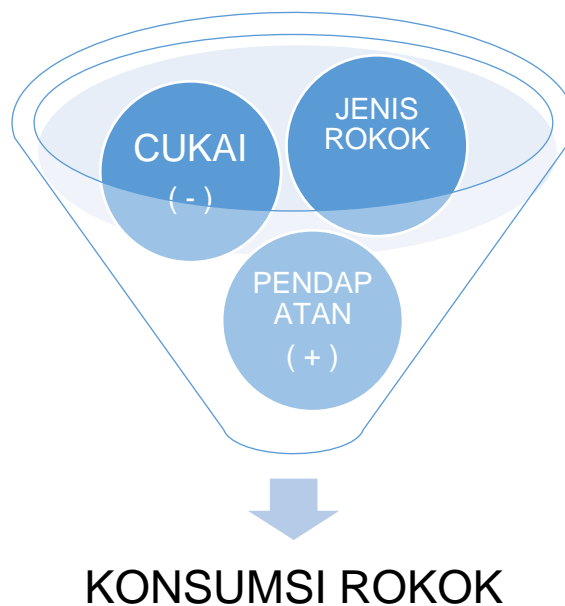 CUKAI
( - )
JENIS
ROKOK
PENDAP
ATAN
( + )
KONSUMSI ROKOK